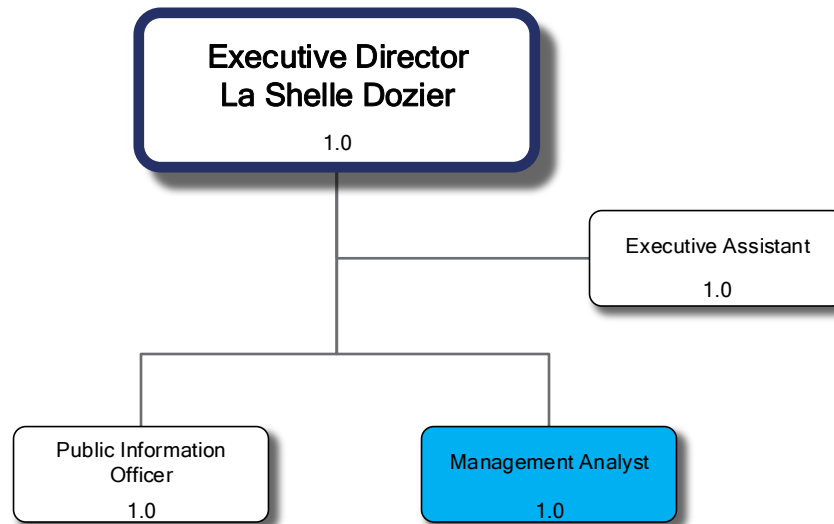 Executive Director
La Shelle Dozier
1.0
Executive Assistant
1.0
Public Information
Officer
1.0
Management Analyst
1.0